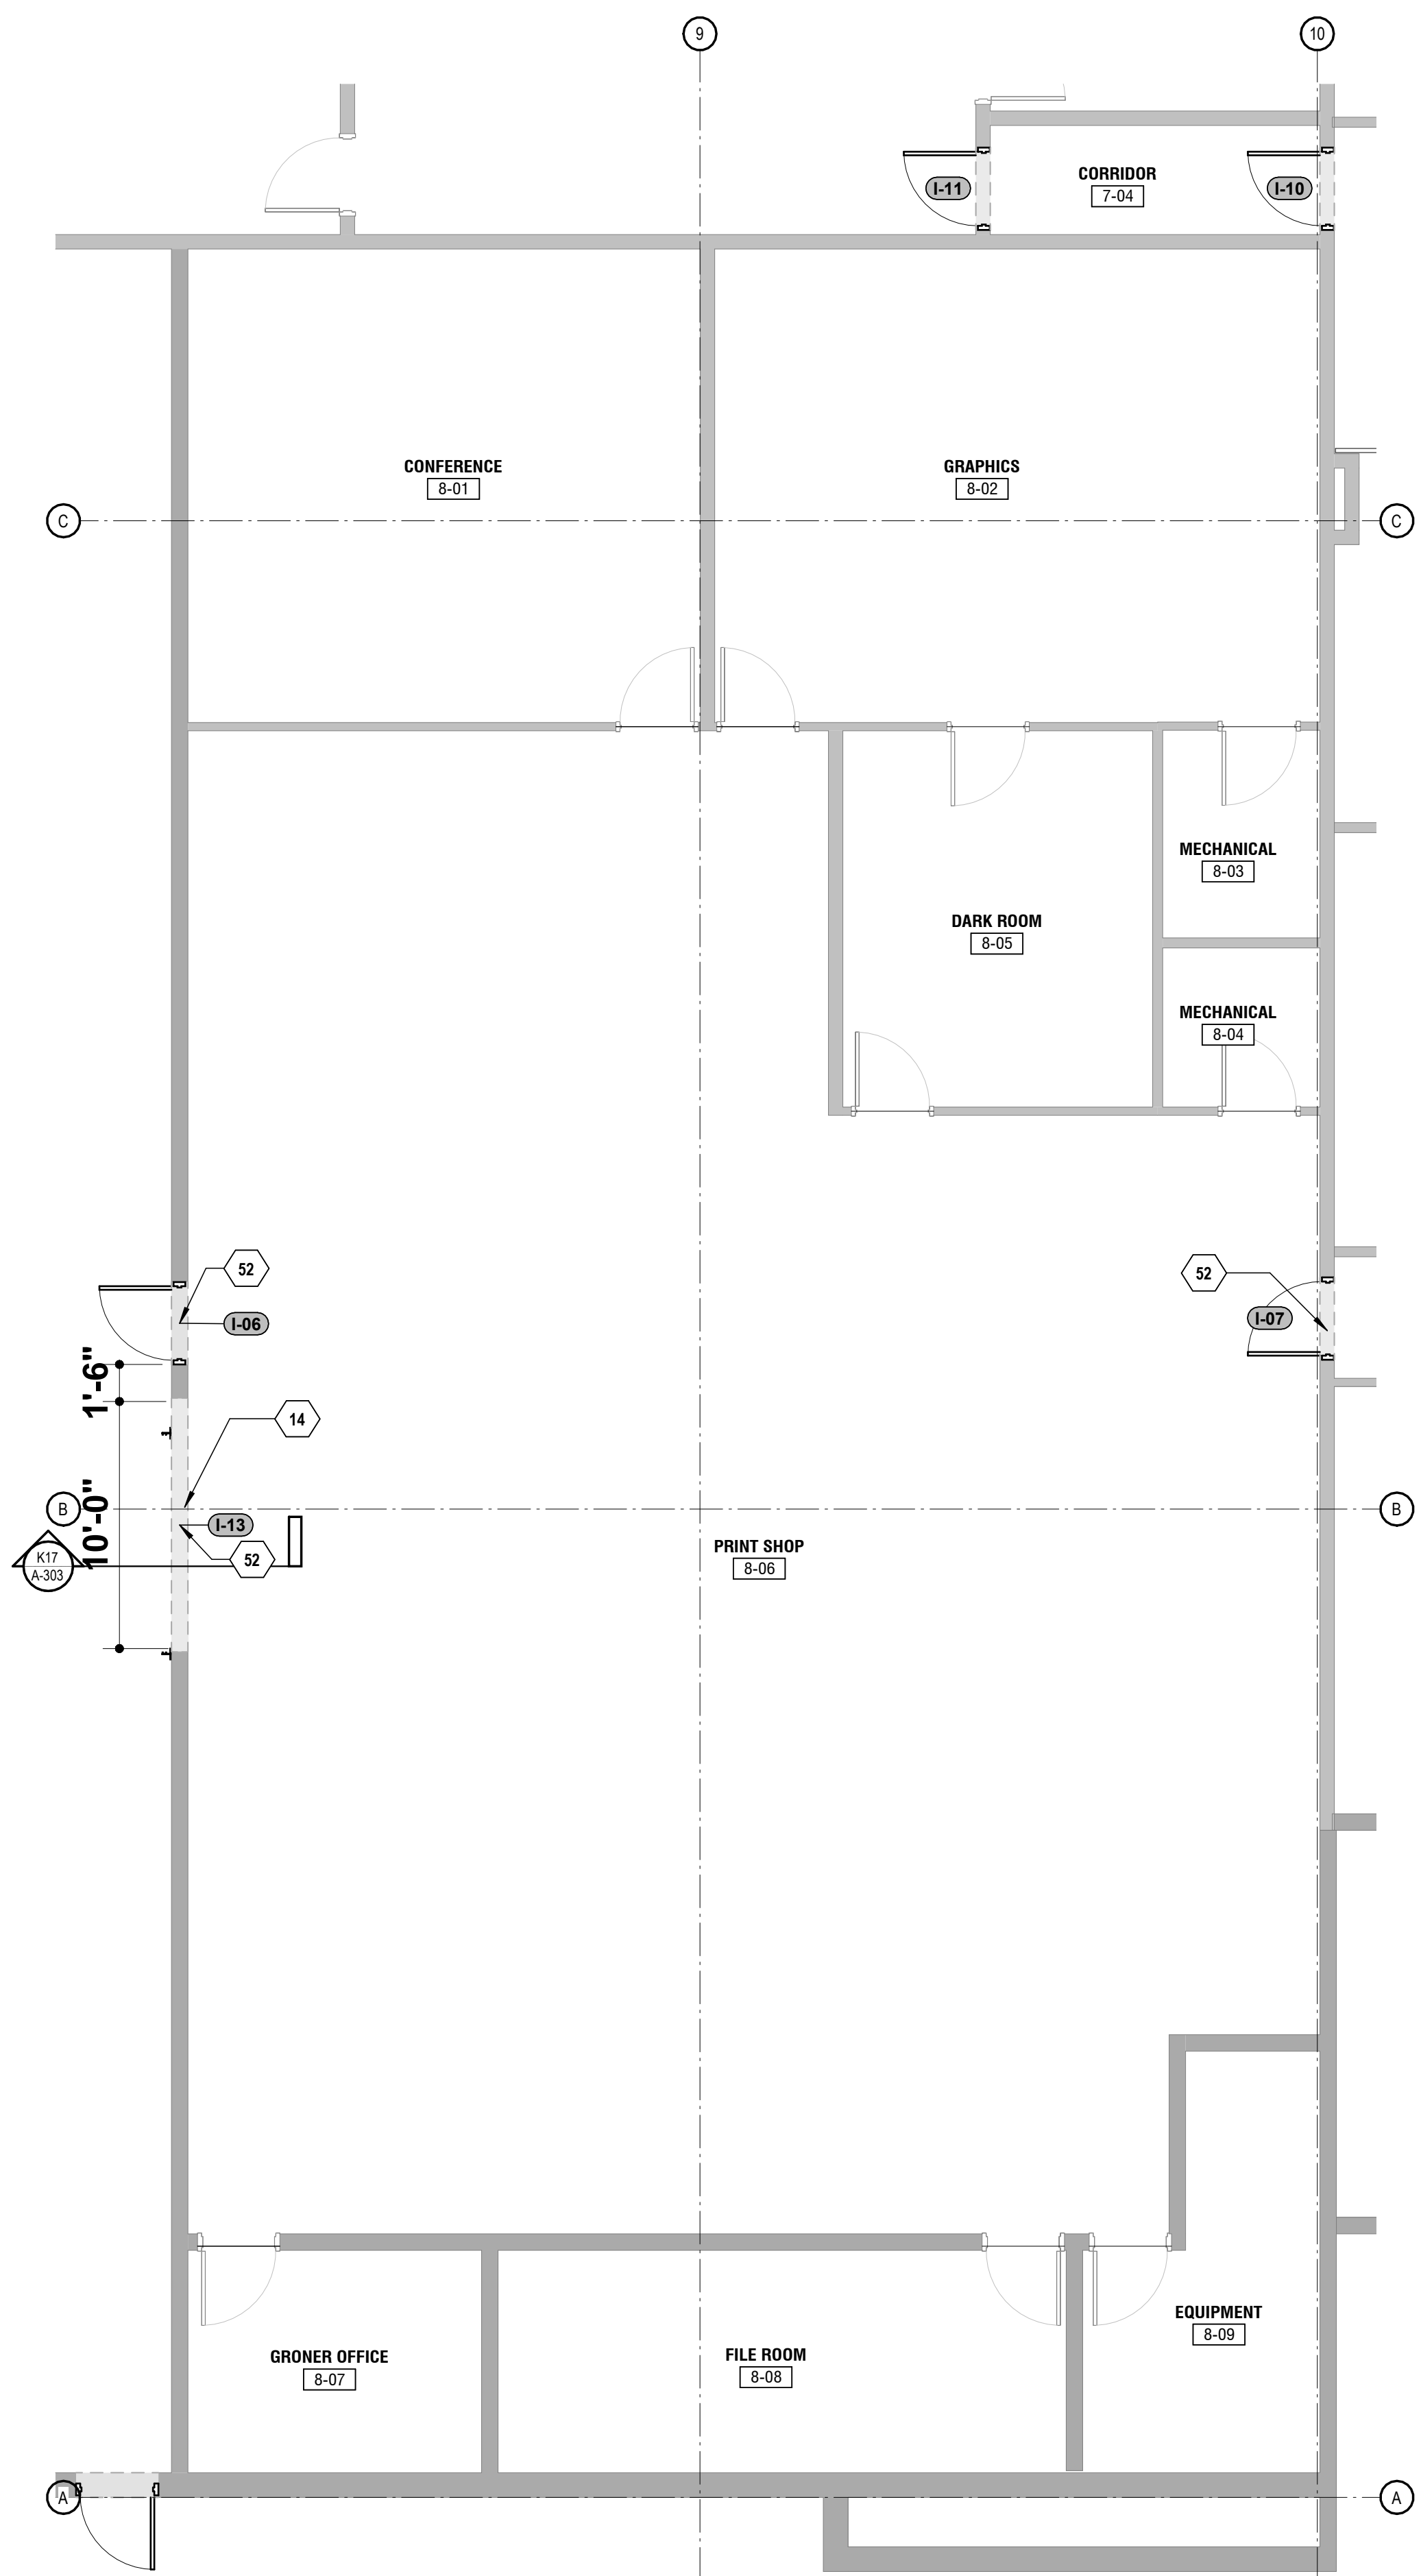 9
10
CORRIDOR
7-04
I-11
I-10
CONFERENCE
8-01
GRAPHICS
8-02
C
C
MECHANICAL
8-03
DARK ROOM
8-05
MECHANICAL
8-04
52
I-06
52
I-07
1'-6"
14
10'-0"
B
B
I-13
52
K17
A-303
PRINT SHOP
8-06
EQUIPMENT
8-09
GRONER OFFICE
8-07
FILE ROOM
8-08
A
A